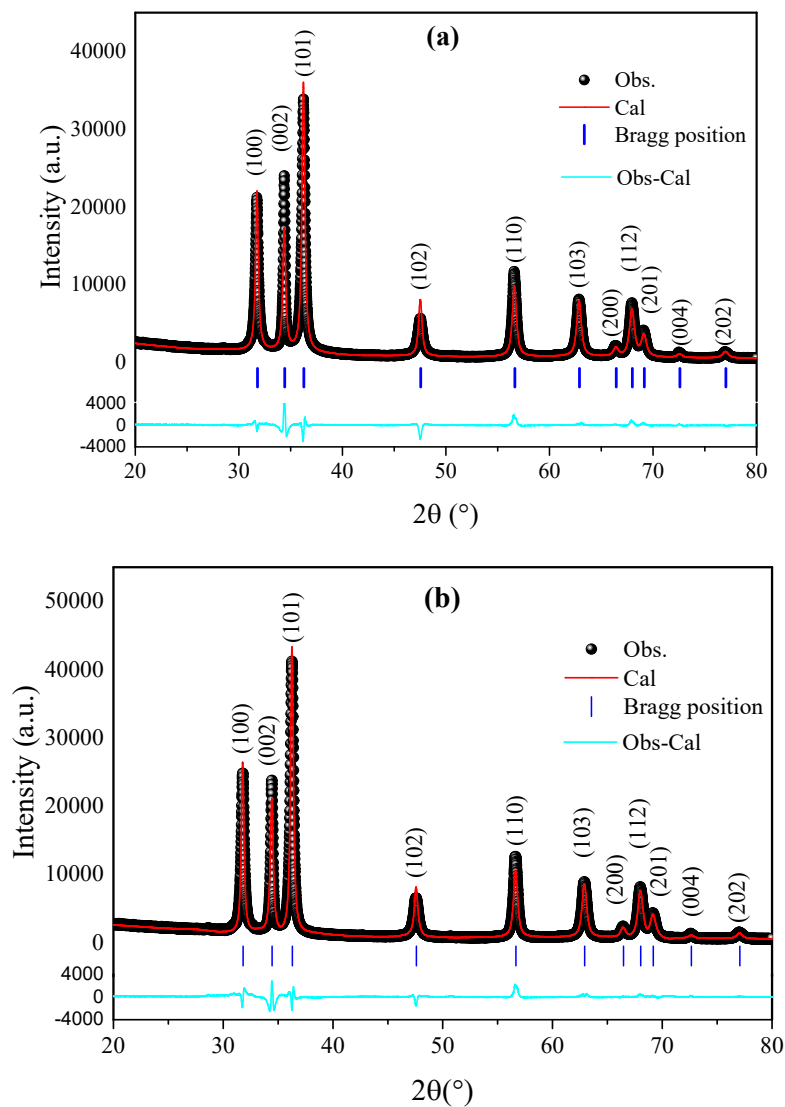 (a)
40000
30000
20000
10000
0
4000
0
-4000
Intensity (a.u.)
(100)
(002)
(101)
(102)
(110)
(103)
(200)
(112)
(201)
(004)
(202)
Obs.
Cal
Bragg position
Obs-Cal
20 30 40 50 60 70 80
2θ (°)
(b)
50000
40000
30000
20000
10000
0
4000
0
-4000
Intensity (a.u.)
(100)
(002)
(101)
(102)
(110)
(103)
(200)
(112)
(201)
(004)
(202)
Obs.
Cal
Bragg position
Obs-Cal
20 30 40 50 60 70 80
2θ(°)